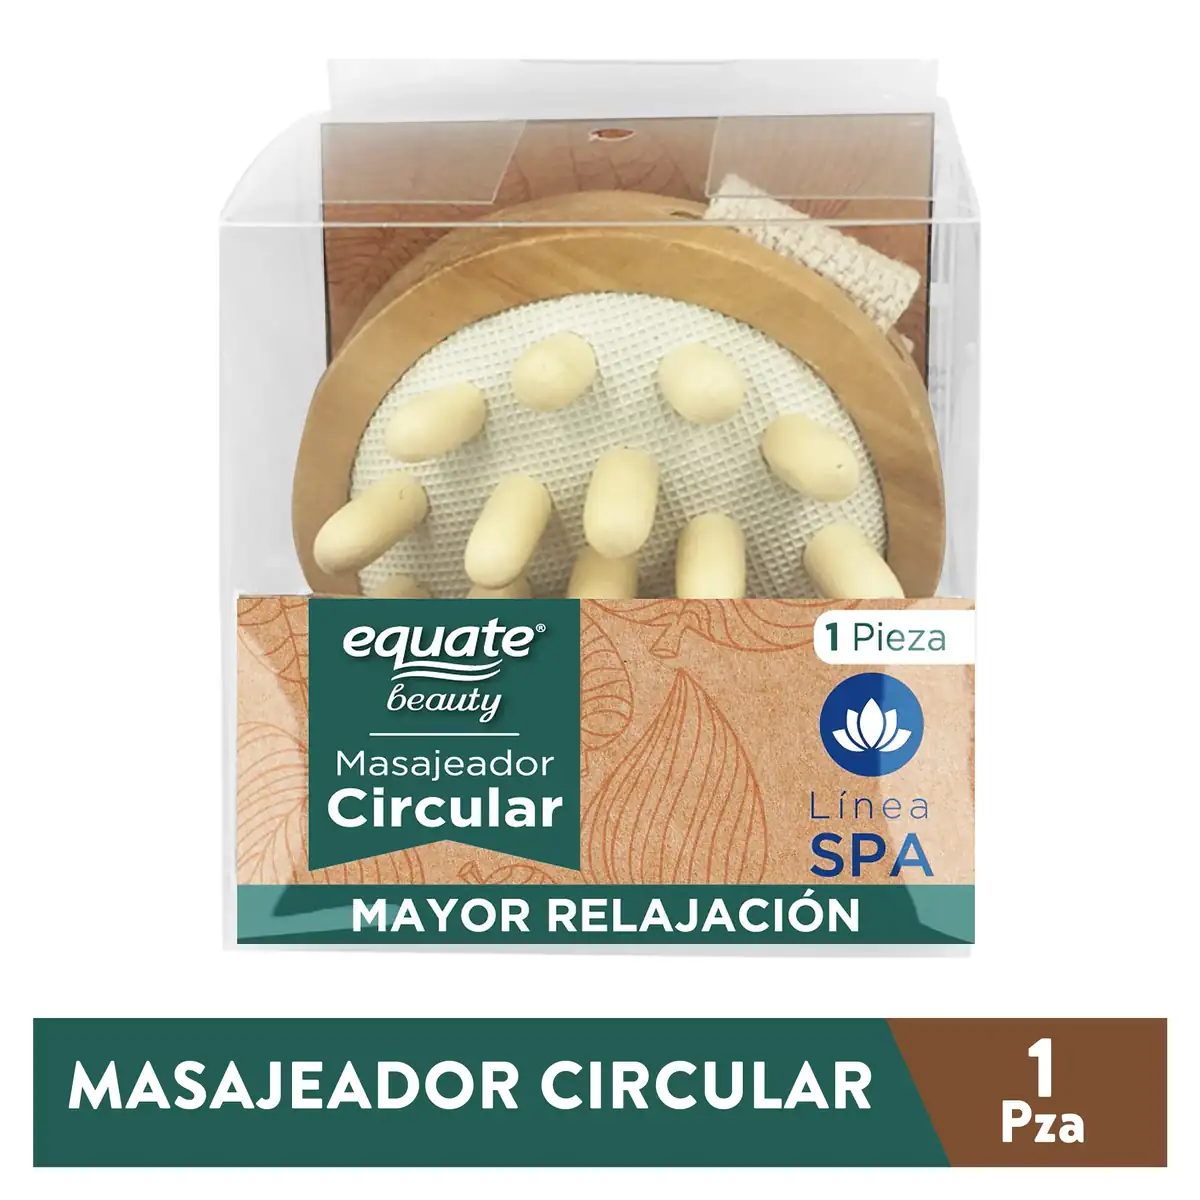 equate®
beauty
Masajeador
Circular
1 Pieza
Línea
SPA
MAYOR RELAJACIÓN
MASAJEADOR CIRCULAR
1
Pza